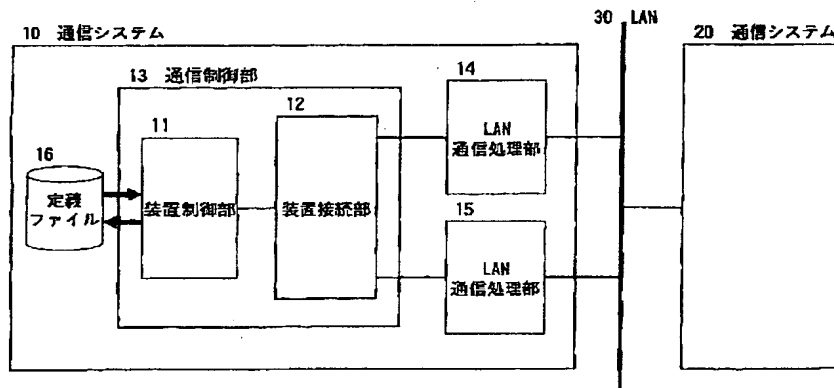 10 通信システム
30 LAN
20 通信システム
13 通信制御部
14
LAN
通信処理部
12
装置接続部
11
装置制御部
16
定義
ファイル
15
LAN
通信処理部